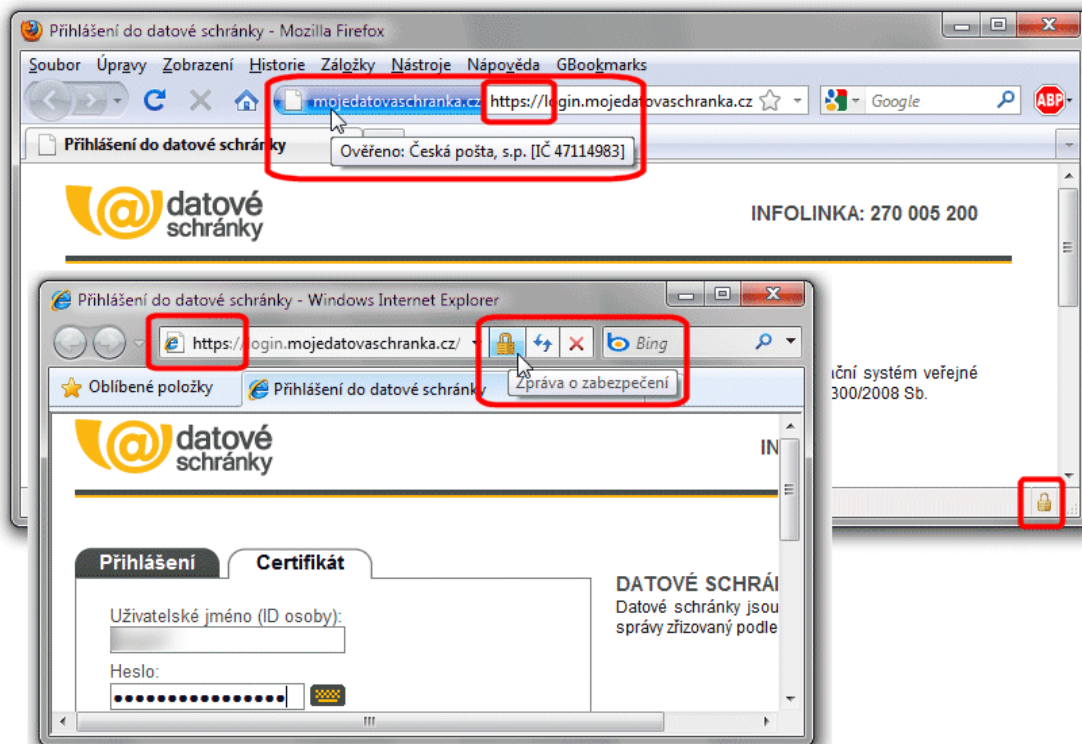 Přihlášení do datové schránky - Mozilla Firefox
Soubor Úpravy Zobrazení Historie Záložky Nástroje Nápověda GBookmarks
mojedatovaschranka.cz https://login.mojedatovaschranka.cz Google ABP
Přihlášení do datové schránky
Ověřeno: Česká pošta, s.p. [IČ 47114983]
datové
schránky
INFOLINKA: 270 005 200
ční systém veřejné
300/2008 Sb.
Přihlášení do datové schránky - Windows Internet Explorer
https://login.mojedatovaschranka.cz/ Bing
Oblíbené položky Přihlášení do datové schránky
Zpráva o zabezpečení
datové
schránky
IN
Přihlášení Certifikát
Uživatelské jméno (ID osoby):
Heslo:
DATOVÉ SCHRÁ
Datové schránky jsou
správy zřizovaný podle